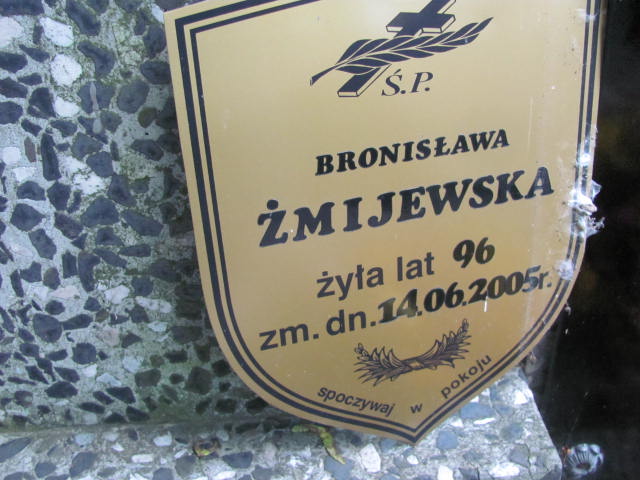 Ś.P.
BRONISŁAWA
ŻMIJEWSKA
żyła lat 96
zm. dn. 14.06.2005r.
spoczywaj w pokoju